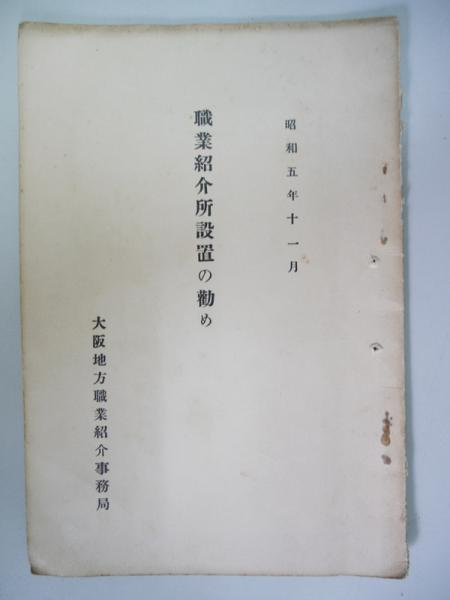 昭和五年十一月
職業紹介所設置の勧め
大阪地方職業紹介事務局